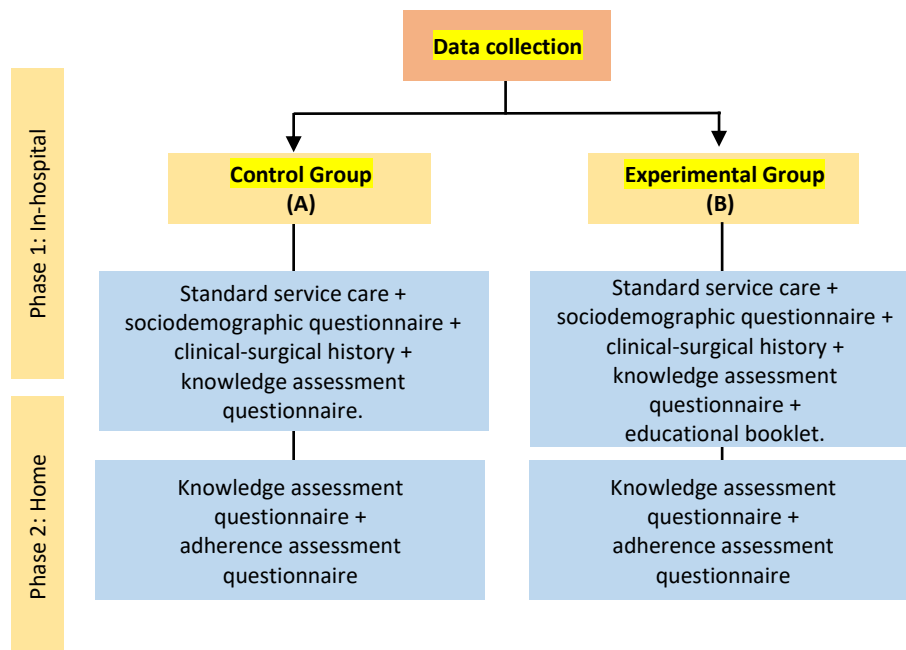 Data collection
Phase 1: In-hospital
Control Group
(A)
Experimental Group
(B)
Standard service care +
sociodemographic questionnaire +
clinical-surgical history +
knowledge assessment
questionnaire.
Standard service care +
sociodemographic questionnaire +
clinical-surgical history +
knowledge assessment
questionnaire +
educational booklet.
Phase 2: Home
Knowledge assessment
questionnaire +
adherence assessment
questionnaire
Knowledge assessment
questionnaire +
adherence assessment
questionnaire